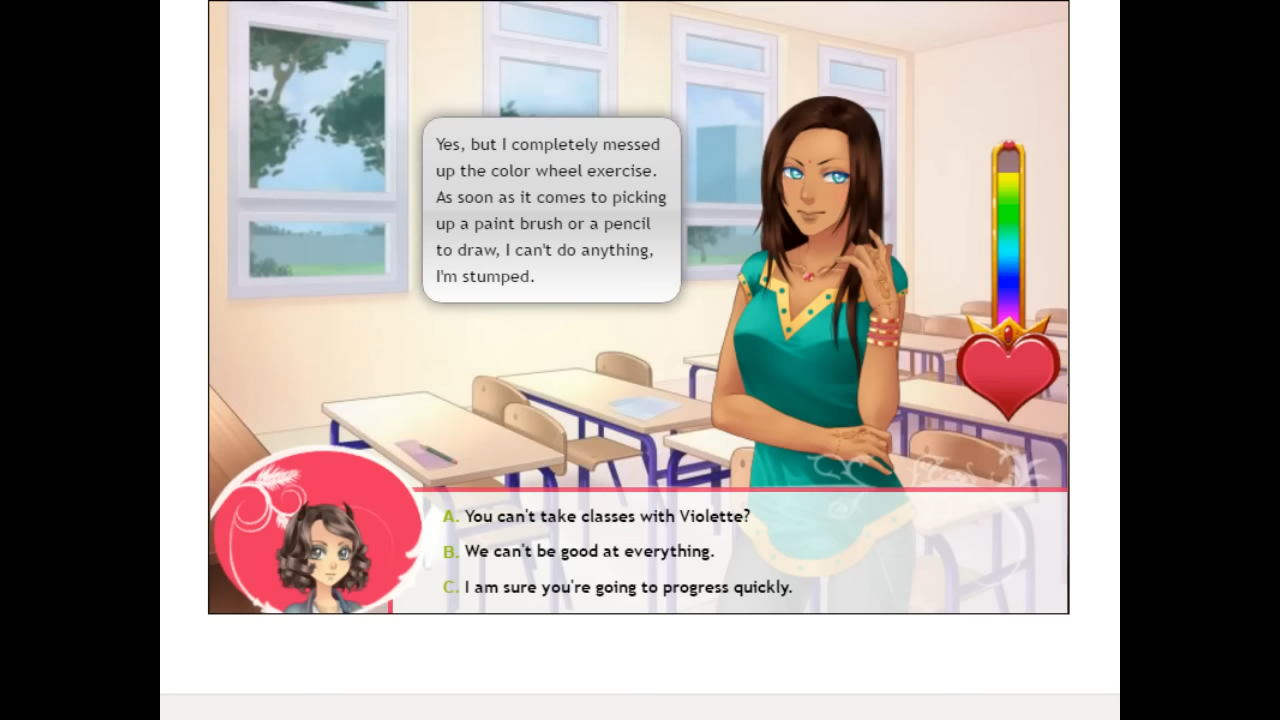 Yes, but I completely messed
up the color wheel exercise.
As soon as it comes to picking
up a paint brush or a pencil
to draw, I can't do anything,
I'm stumped.
A. You can't take classes with Violette?
B. We can't be good at everything.
C. I am sure you're going to progress quickly.